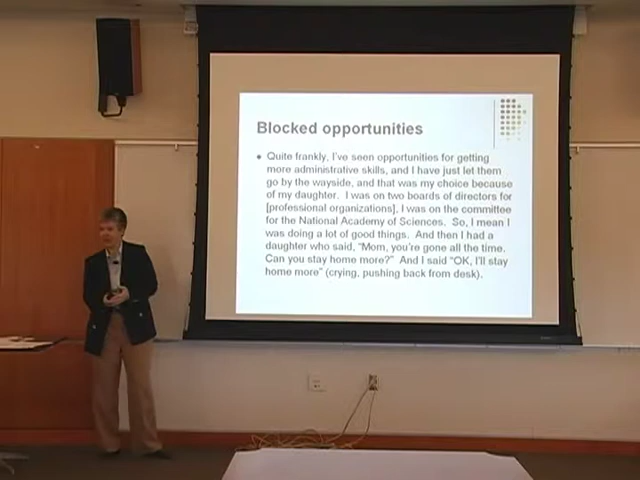 Blocked opportunities
Quite frankly, I've seen opportunities for getting
more administrative skills, and I have just let them
go by the wayside, and that was my choice because
of my daughter. I was on two boards of directors for
[professional organizations], I was on the committee
for the National Academy of Sciences. So, I mean I
was doing a lot of good things. And then I had a
daughter who said, "Mom, you're gone all the time.
Can you stay home more?" And I said "OK, I'll stay
home more" (crying, pushing back from desk).